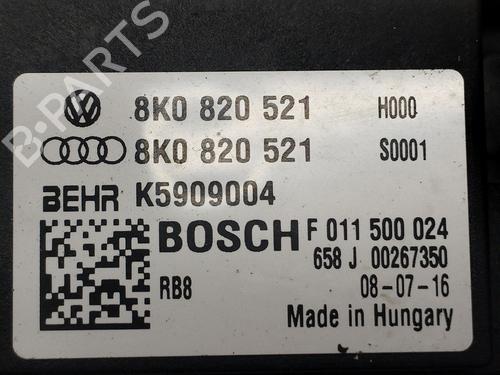 8K0 820 521 H000
8K0 820 521 S0001
BEHR K5909004
BOSCH F 011 500 024
658 J 00267350
RB8 08-07-16
Made in Hungary
B-PARTS